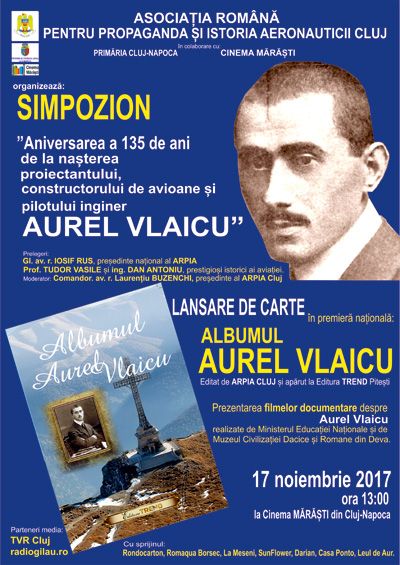 ASOCIAȚIA ROMÂNĂ
PENTRU PROPAGANDA ȘI ISTORIA AERONAUTICII CLUJ
în colaborare cu:
PRIMĂRIA CLUJ-NAPOCA
CINEMA MĂRĂȘTI
Cinema
Mărăști
organizează:
SIMPOZION
”Aniversarea a 135 de ani
de la nașterea
proiectantului,
constructorului de avioane și
pilotului inginer
AUREL VLAICU”
Prelegeri:
Gl. av. r. IOSIF RUS, președinte național al ARPIA
Prof. TUDOR VASILE și ing. DAN ANTONIU, prestigioși istorici ai aviației.
Moderator: Comandor. av. r. Laurențiu BUZENCHI, președinte al ARPIA Cluj
LANSARE DE CARTE în premieră națională:
ALBUMUL
AUREL VLAICU
Editat de ARPIA CLUJ și apărut la Editura TREND Pitești
Albumul
Aurel
Vlaicu
Editura TREND
Prezentarea filmelor documentare despre
Aurel Vlaicu
realizate de Ministerul Educației Naționale și de
Muzeul Civilizației Dacice și Romane din Deva.
17 noiembrie 2017
ora 13:00
la Cinema MĂRĂȘTI din Cluj-Napoca
Parteneri media:
TVR Cluj
radiogilau.ro
Cu sprijinul:
Rondocarton, Romaqua Borsec, La Meseni, SunFlower, Darian, Casa Ponto, Leul de Aur.